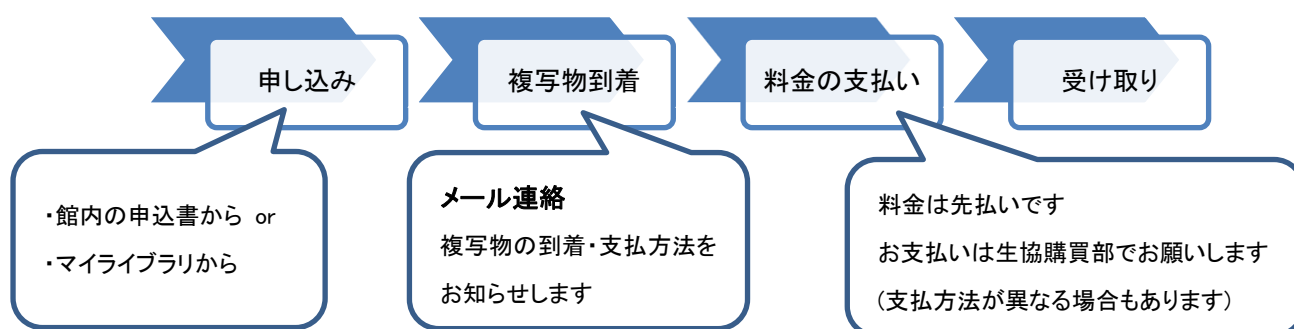 申し込み
複写物到着
料金の支払い
受け取り
・館内の申込書から or
・マイライブラリから
メール連絡
複写物の到着・支払方法を
お知らせします
料金は先払いです
お支払いは生協購買部でお願いします
(支払方法が異なる場合もあります)